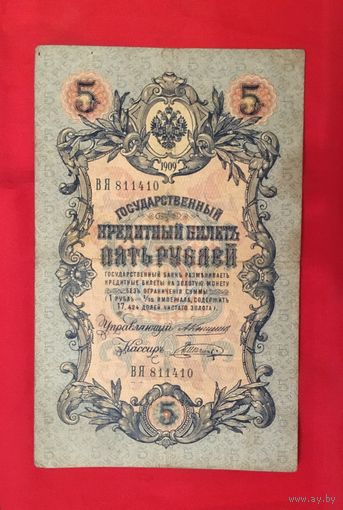 5 5
1909
ВЯ 811410
ГОСУДАРСТВЕННЫЙ
КРЕДИТНЫЙ БИЛЕТЪ
ПЯТЬ РУБЛЕЙ
ГОСУДАРСТВЕННЫЙ БАНКЪ РАЗМѢНИВАЕТЪ
КРЕДИТНЫЕ БИЛЕТЫ НА ЗОЛОТУЮ МОНЕТУ
БЕЗЪ ОГРАНИЧЕНІЯ СУММЫ
(1 РУБЛЬ = 1/15 ИМПЕРІАЛА, СОДЕРЖИТЪ
17,424 ДОЛЕЙ ЧИСТАГО ЗОЛОТА).
Управляющій
Кассиръ
ВЯ 811410
5
www.ay.by